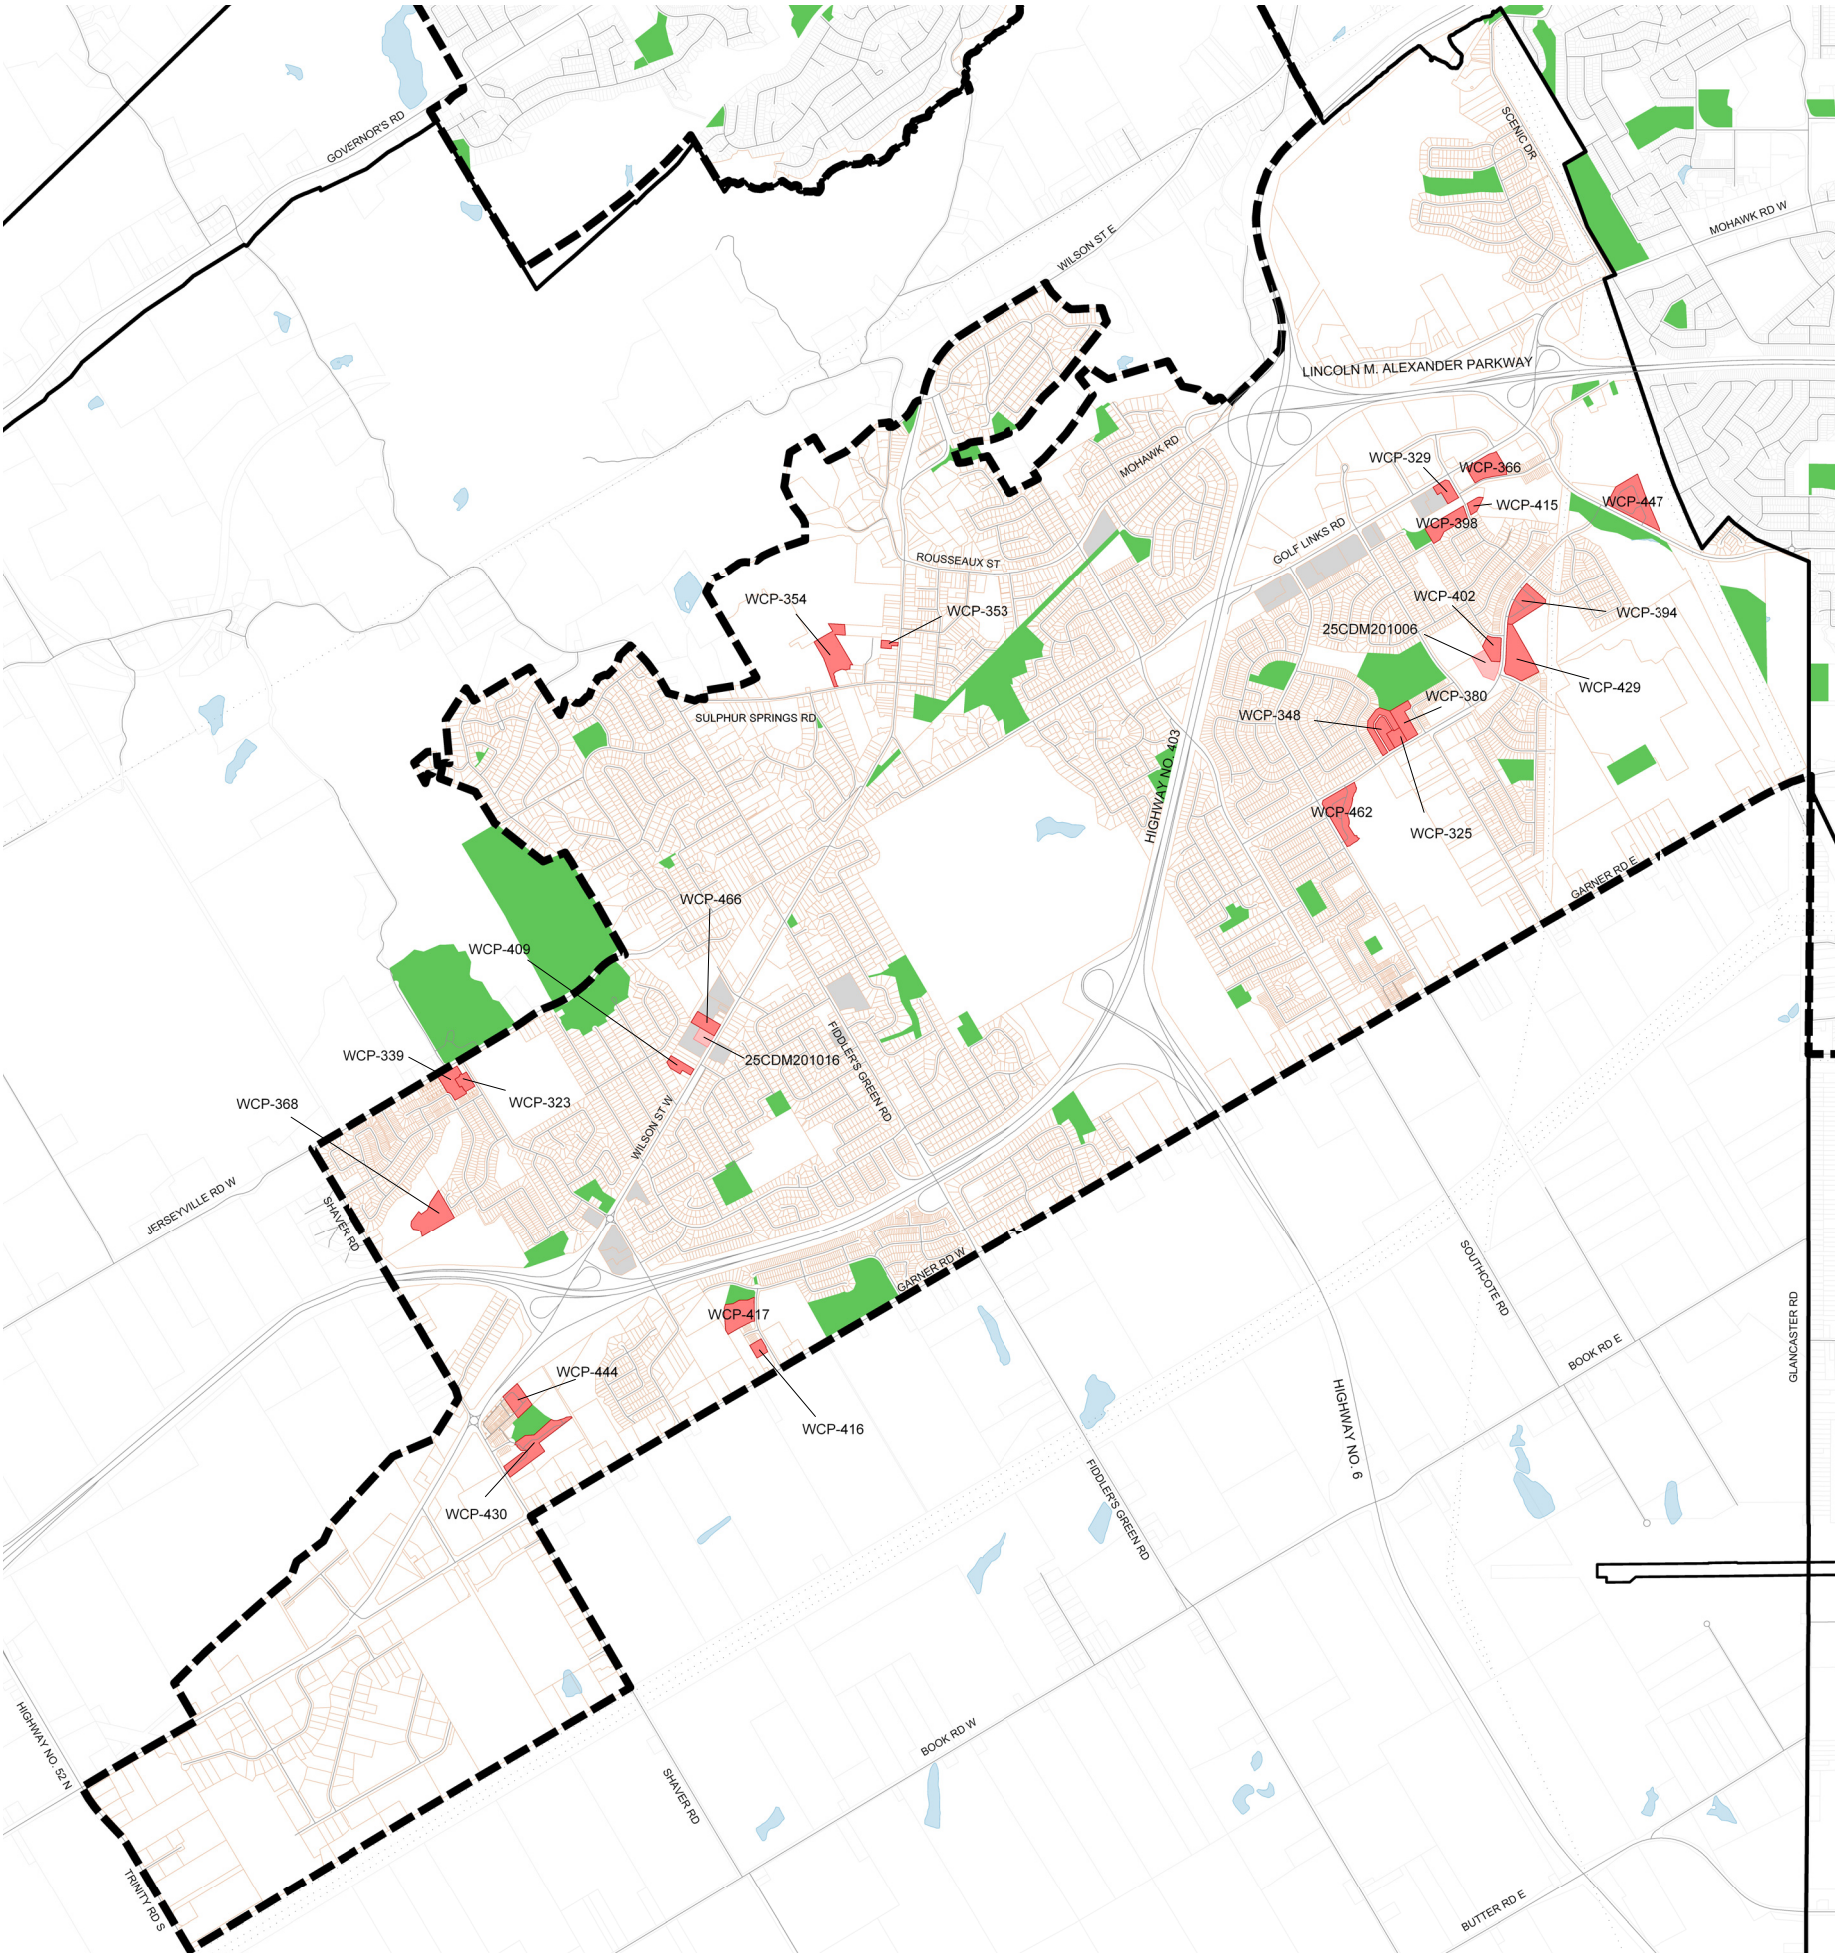 GOVERNOR'S RD
SCENIC DR
MOHAWK RD W
WILSON ST E
LINCOLN M. ALEXANDER PARKWAY
MOHAWK RD
WCP-329
WCP-366
WCP-447
WCP-415
WCP-398
GOLF LINKS RD
ROUSSEAUX ST
WCP-354
WCP-353
WCP-402
WCP-394
25CDM201006
WCP-429
WCP-380
WCP-348
SULPHUR SPRINGS RD
HIGHWAY NO. 403
WCP-462
WCP-325
GARNER RD E
WCP-466
WCP-409
FIDDLER'S GREEN RD
WCP-339
25CDM201016
WCP-323
WCP-368
WILSON ST W
JERSEYVILLE RD W
SHAVER RD
GARNER RD W
SOUTHCOTE RD
WCP-417
GLANCASTER RD
BOOK RD E
WCP-444
WCP-416
HIGHWAY NO. 6
WCP-430
FIDDLER'S GREEN RD
HIGHWAY NO. 52 N
BOOK RD W
SHAVER RD
TRINITY RD S
BUTTER RD E